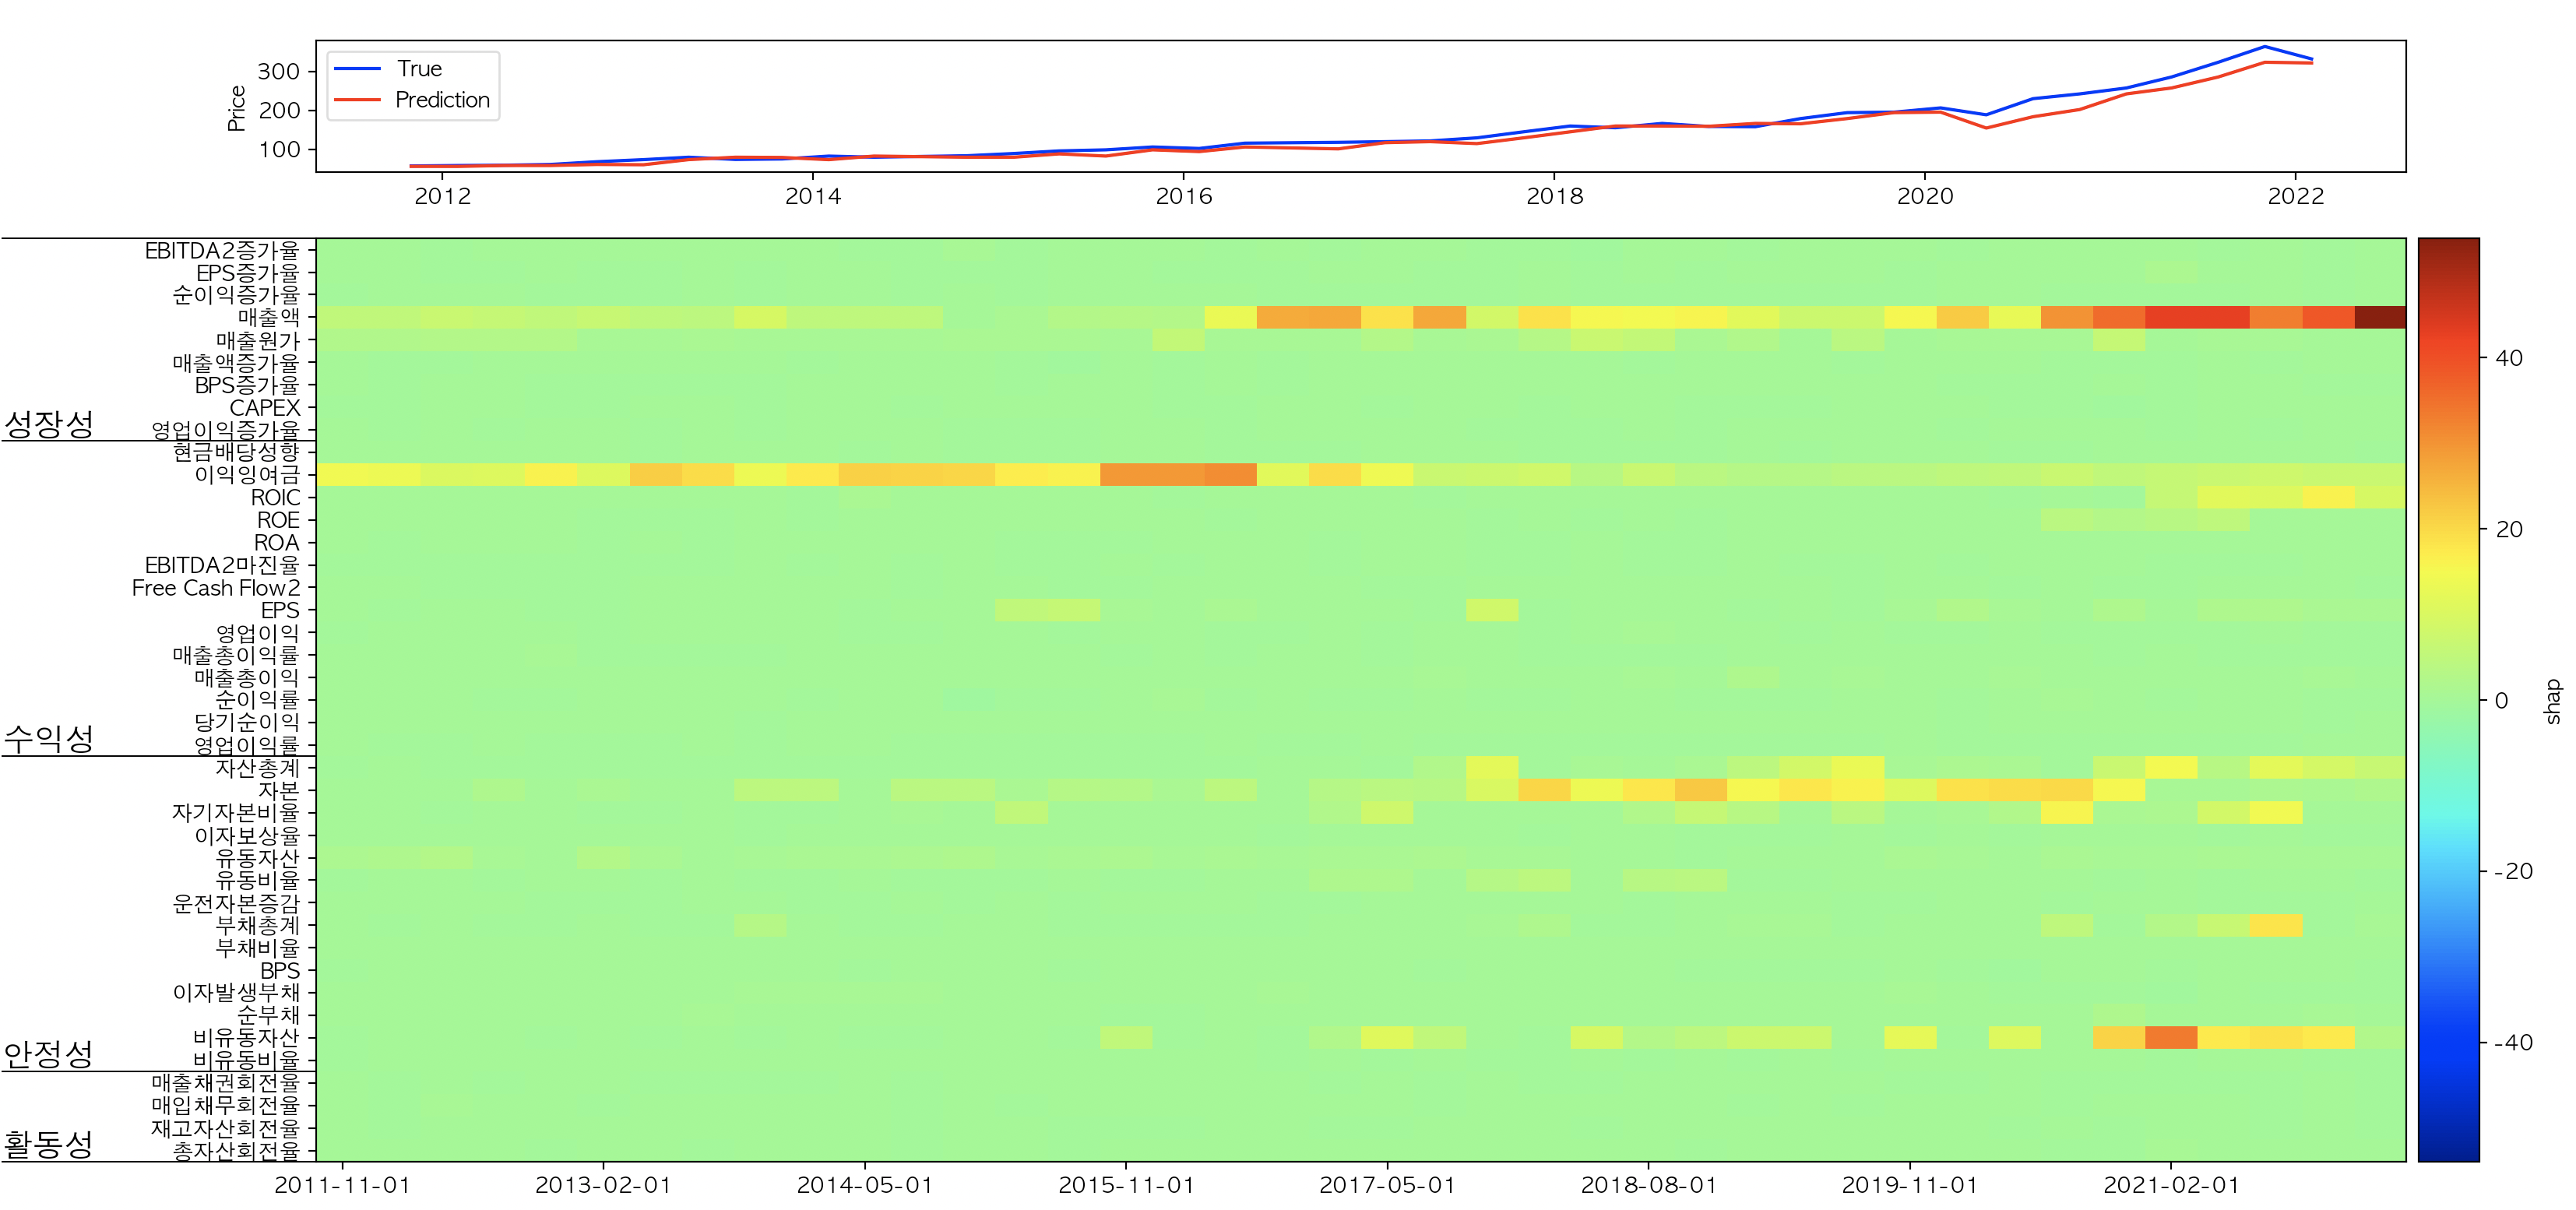 True
Prediction
Price
300
200
100
2012
2014
2016
2018
2020
2022
성장성
EBITDA2증가율
EPS증가율
순이익증가율
매출액
매출원가
매출액증가율
BPS증가율
CAPEX
영업이익증가율
수익성
현금배당성향
이익잉여금
ROIC
ROE
ROA
EBITDA2마진율
Free Cash Flow2
EPS
영업이익
매출총이익률
매출총이익
순이익률
당기순이익
영업이익률
안정성
자산총계
자본
자기자본비율
이자보상율
유동자산
유동비율
운전자본증감
부채총계
부채비율
BPS
이자발생부채
순부채
비유동자산
비유동비율
활동성
매출채권회전율
매입채무회전율
재고자산회전율
총자산회전율
2011-11-01
2013-02-01
2014-05-01
2015-11-01
2017-05-01
2018-08-01
2019-11-01
2021-02-01
40
20
0
-20
-40
shap